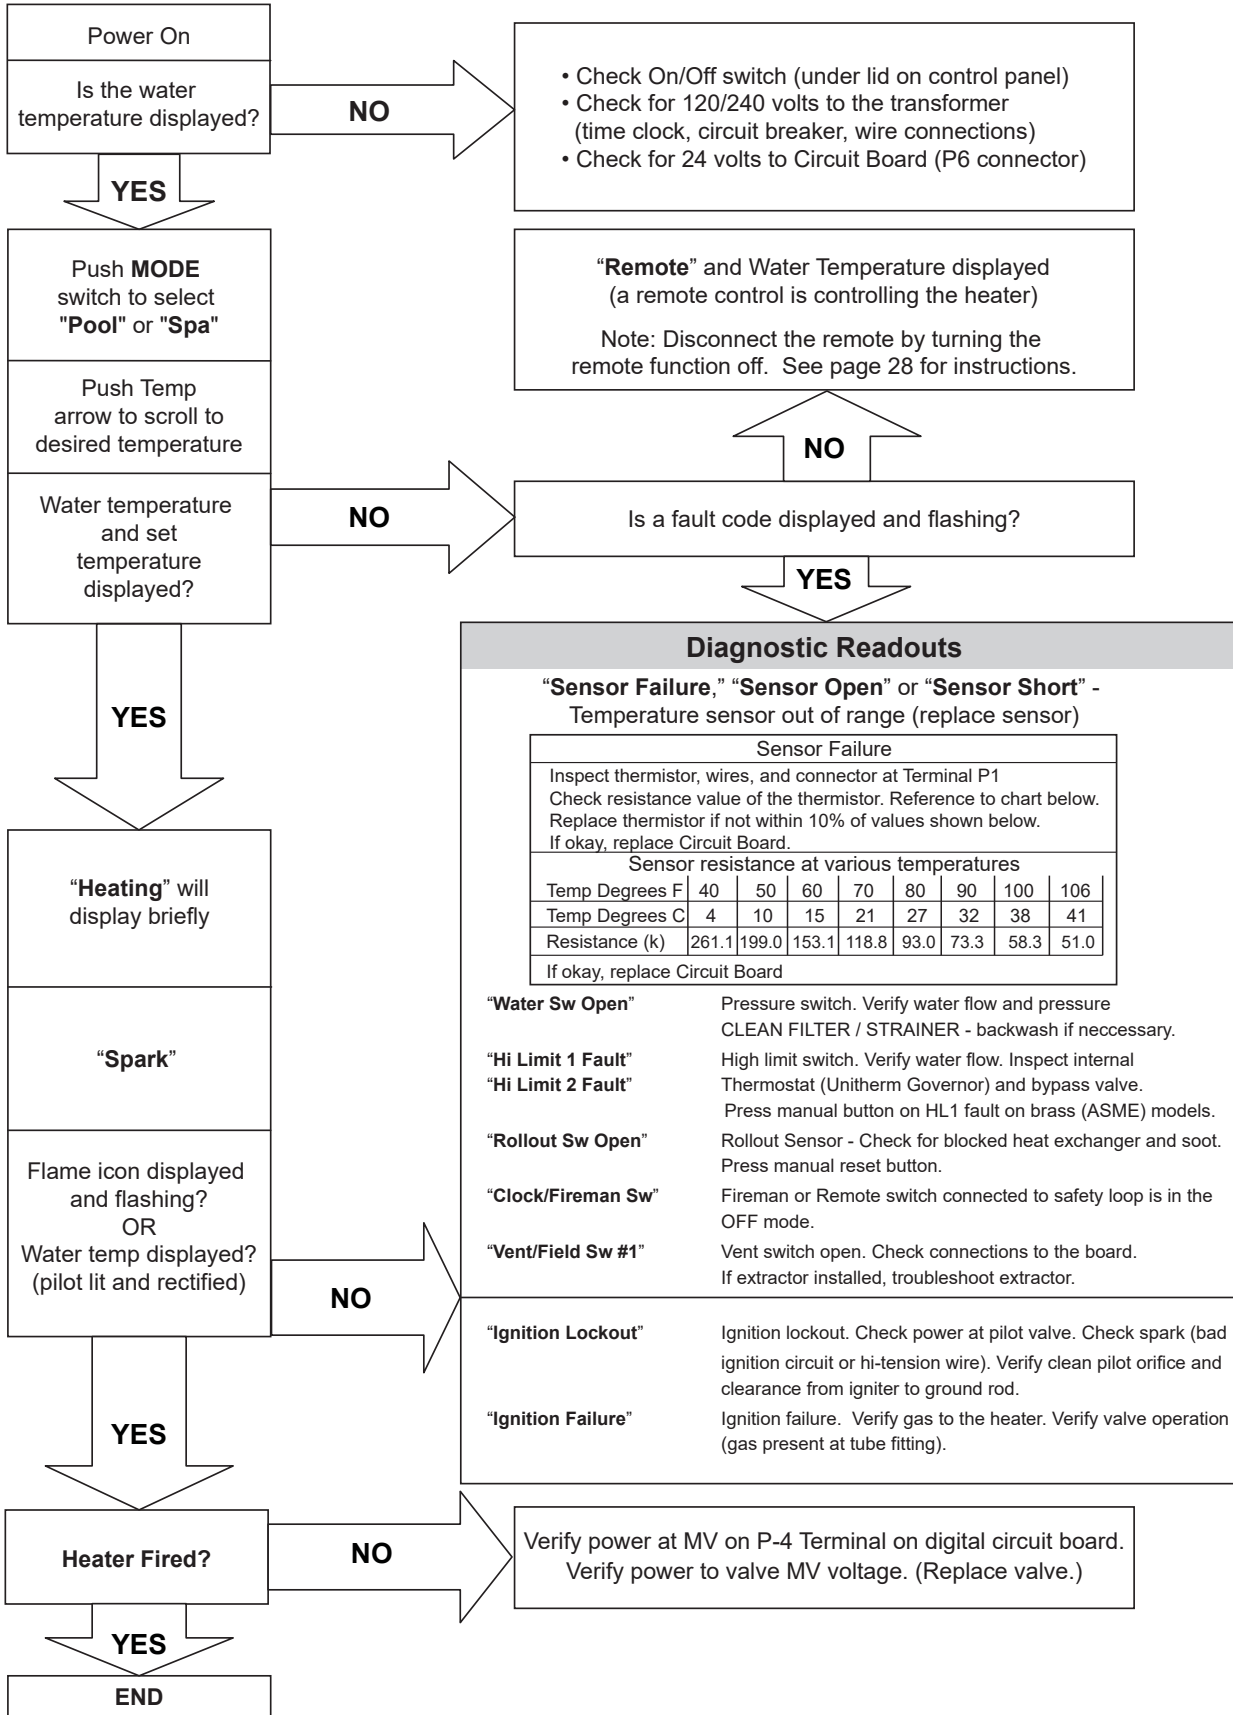 Power On
Is the water
temperature displayed?
NO
• Check On/Off switch (under lid on control panel)
• Check for 120/240 volts to the transformer
(time clock, circuit breaker, wire connections)
• Check for 24 volts to Circuit Board (P6 connector)
YES
Push MODE
switch to select
"Pool" or "Spa"
Push Temp
arrow to scroll to
desired temperature
Water temperature
and set
temperature
displayed?
“Remote” and Water Temperature displayed
(a remote control is controlling the heater)
Note: Disconnect the remote by turning the
remote function off.  See page 28 for instructions.
NO
NO
Is a fault code displayed and flashing?
YES
YES
Diagnostic Readouts
“Sensor Failure,” “Sensor Open” or “Sensor Short” -
Temperature sensor out of range (replace sensor)
Sensor Failure
Inspect thermistor, wires, and connector at Terminal P1
Check resistance value of the thermistor. Reference to chart below.
Replace thermistor if not within 10% of values shown below.
If okay, replace Circuit Board.
Sensor resistance at various temperatures
Temp Degrees F 40 50 60 70 80 90 100 106
Temp Degrees C 4 10 15 21 27 32 38 41
Resistance (k) 261.1 199.0 153.1 118.8 93.0 73.3 58.3 51.0
If okay, replace Circuit Board
“Water Sw Open” Pressure switch. Verify water flow and pressure
CLEAN FILTER / STRAINER - backwash if neccessary.
“Hi Limit 1 Fault” High limit switch. Verify water flow. Inspect internal
“Hi Limit 2 Fault” Thermostat (Unitherm Governor) and bypass valve.
Press manual button on HL1 fault on brass (ASME) models.
“Rollout Sw Open” Rollout Sensor - Check for blocked heat exchanger and soot.
Press manual reset button.
“Clock/Fireman Sw” Fireman or Remote switch connected to safety loop is in the
OFF mode.
“Vent/Field Sw #1” Vent switch open. Check connections to the board.
If extractor installed, troubleshoot extractor.
“Ignition Lockout” Ignition lockout. Check power at pilot valve. Check spark (bad
ignition circuit or hi-tension wire). Verify clean pilot orifice and
clearance from igniter to ground rod.
“Ignition Failure” Ignition failure.  Verify gas to the heater. Verify valve operation
(gas present at tube fitting).
“Heating” will
display briefly
“Spark”
Flame icon displayed
and flashing?
OR
Water temp displayed?
(pilot lit and rectified)
NO
YES
Heater Fired?
NO
Verify power at MV on P-4 Terminal on digital circuit board.
Verify power to valve MV voltage. (Replace valve.)
YES
END